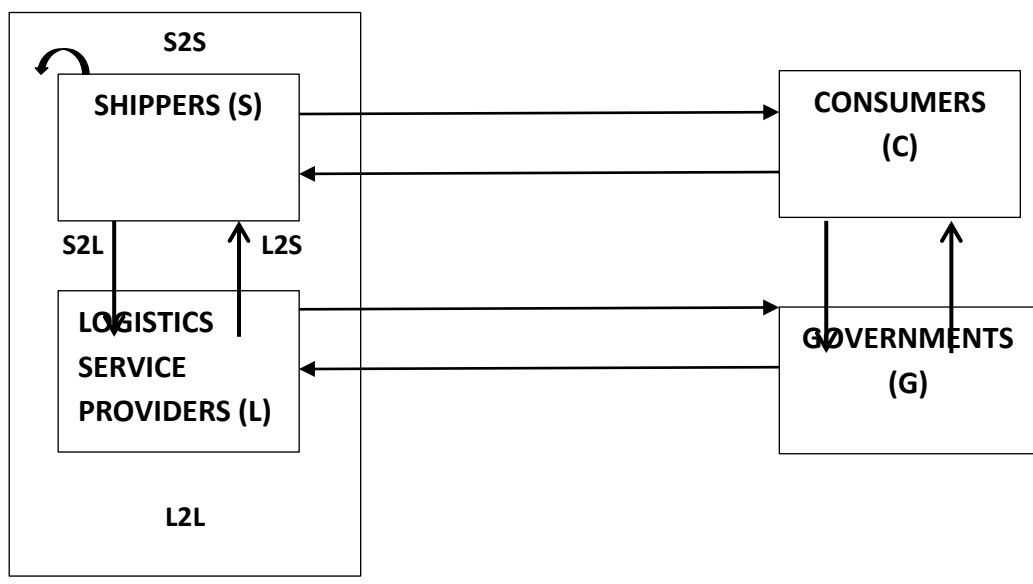 S2S
SHIPPERS (S)
CONSUMERS
(C)
S2L
L2S
LOGISTICS
SERVICE
PROVIDERS (L)
GOVERNMENTS
(G)
L2L